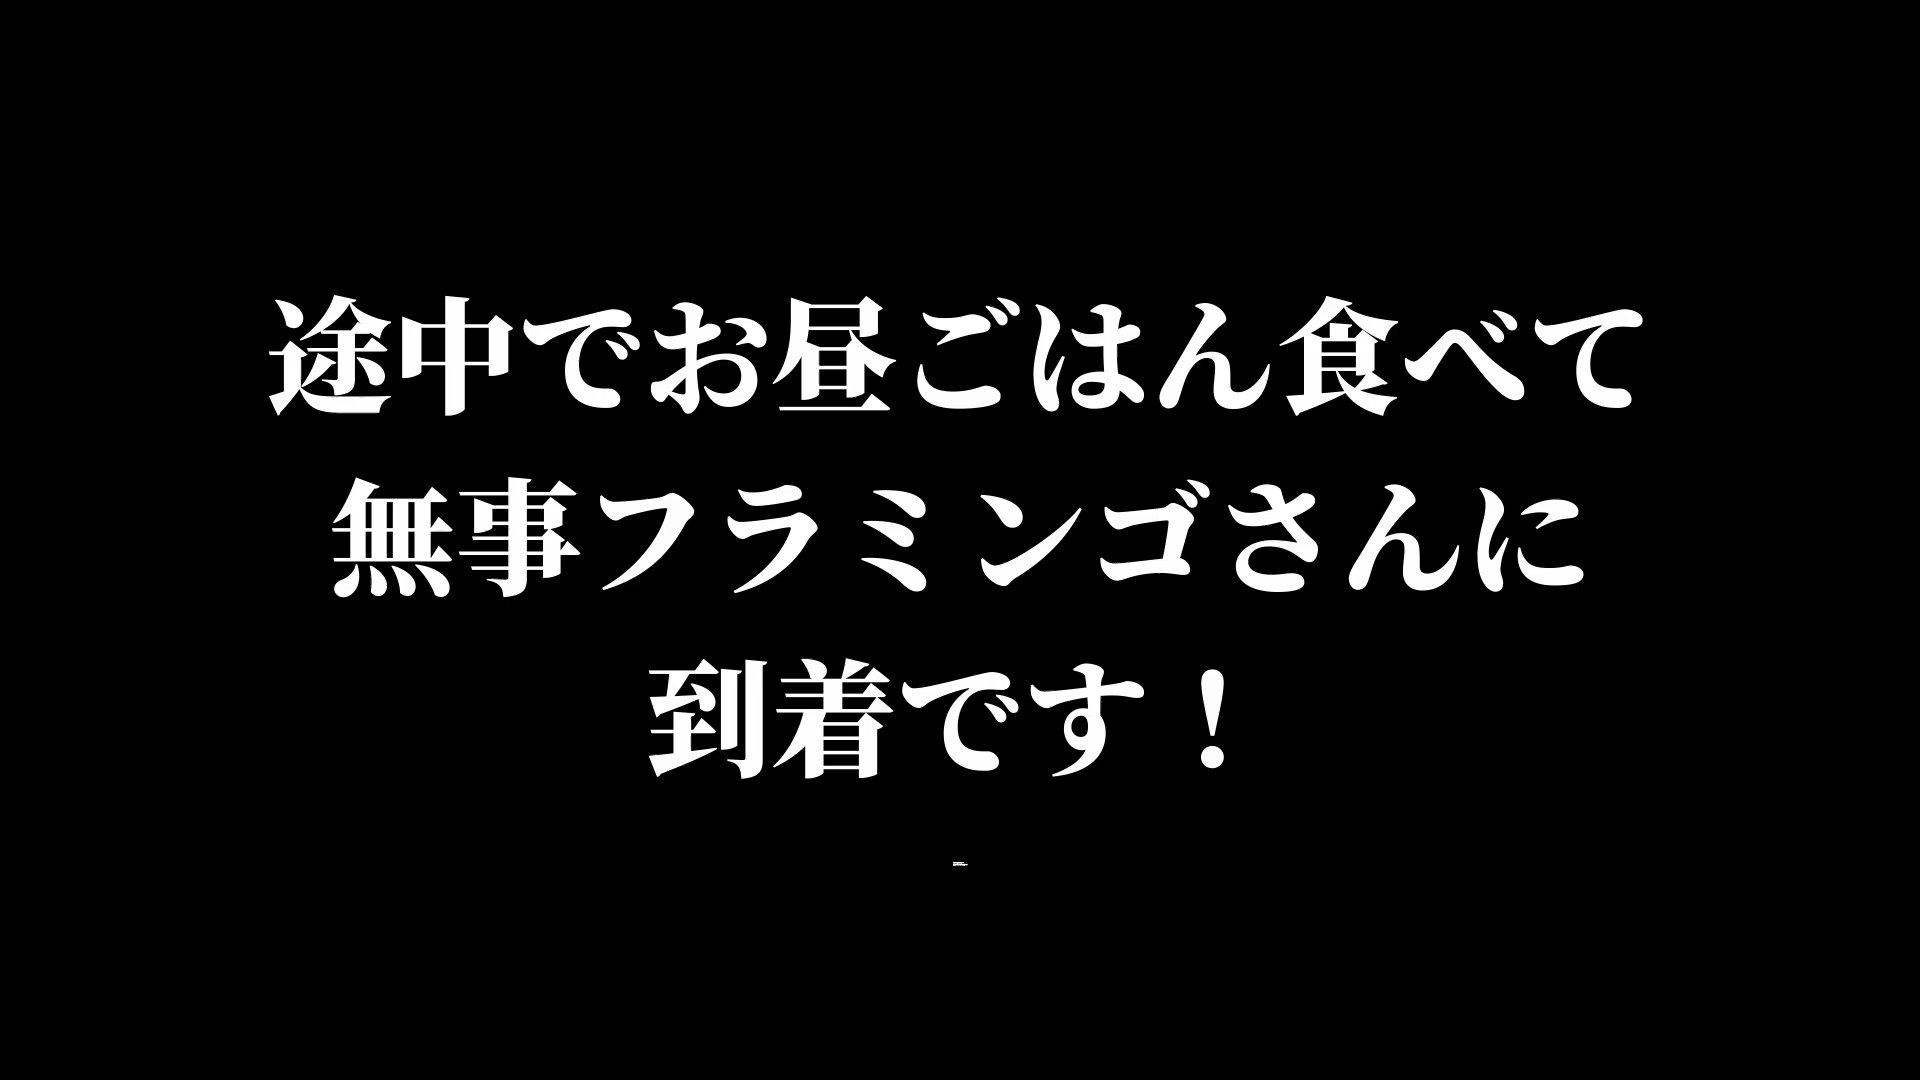 途中でお昼ごはん食べて
無事フラミンゴさんに
到着です！